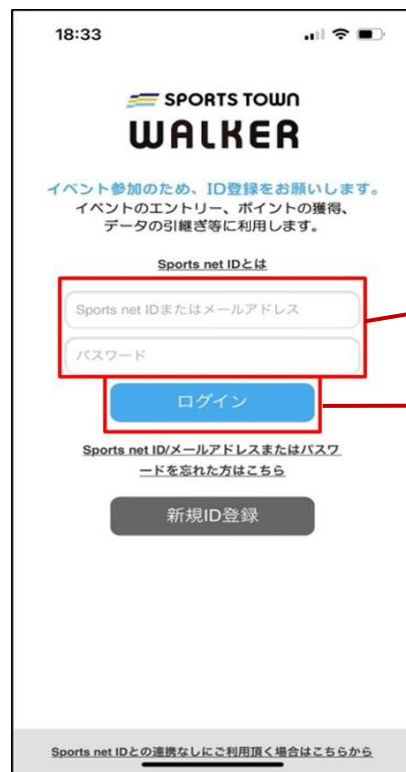 18:33
SPORTS TOWN
WALKER
イベント参加のため、ID登録をお願いします。
イベントのエントリー、ポイントの獲得、
データの引継ぎ等に利用します。
Sports net IDとは
Sports net IDまたはメールアドレス
パスワード
ログイン
Sports net ID/メールアドレスまたはパスワ
ードを忘れた方はこちら
新規ID登録
Sports net IDとの連携なしにご利用頂く場合はこちらから